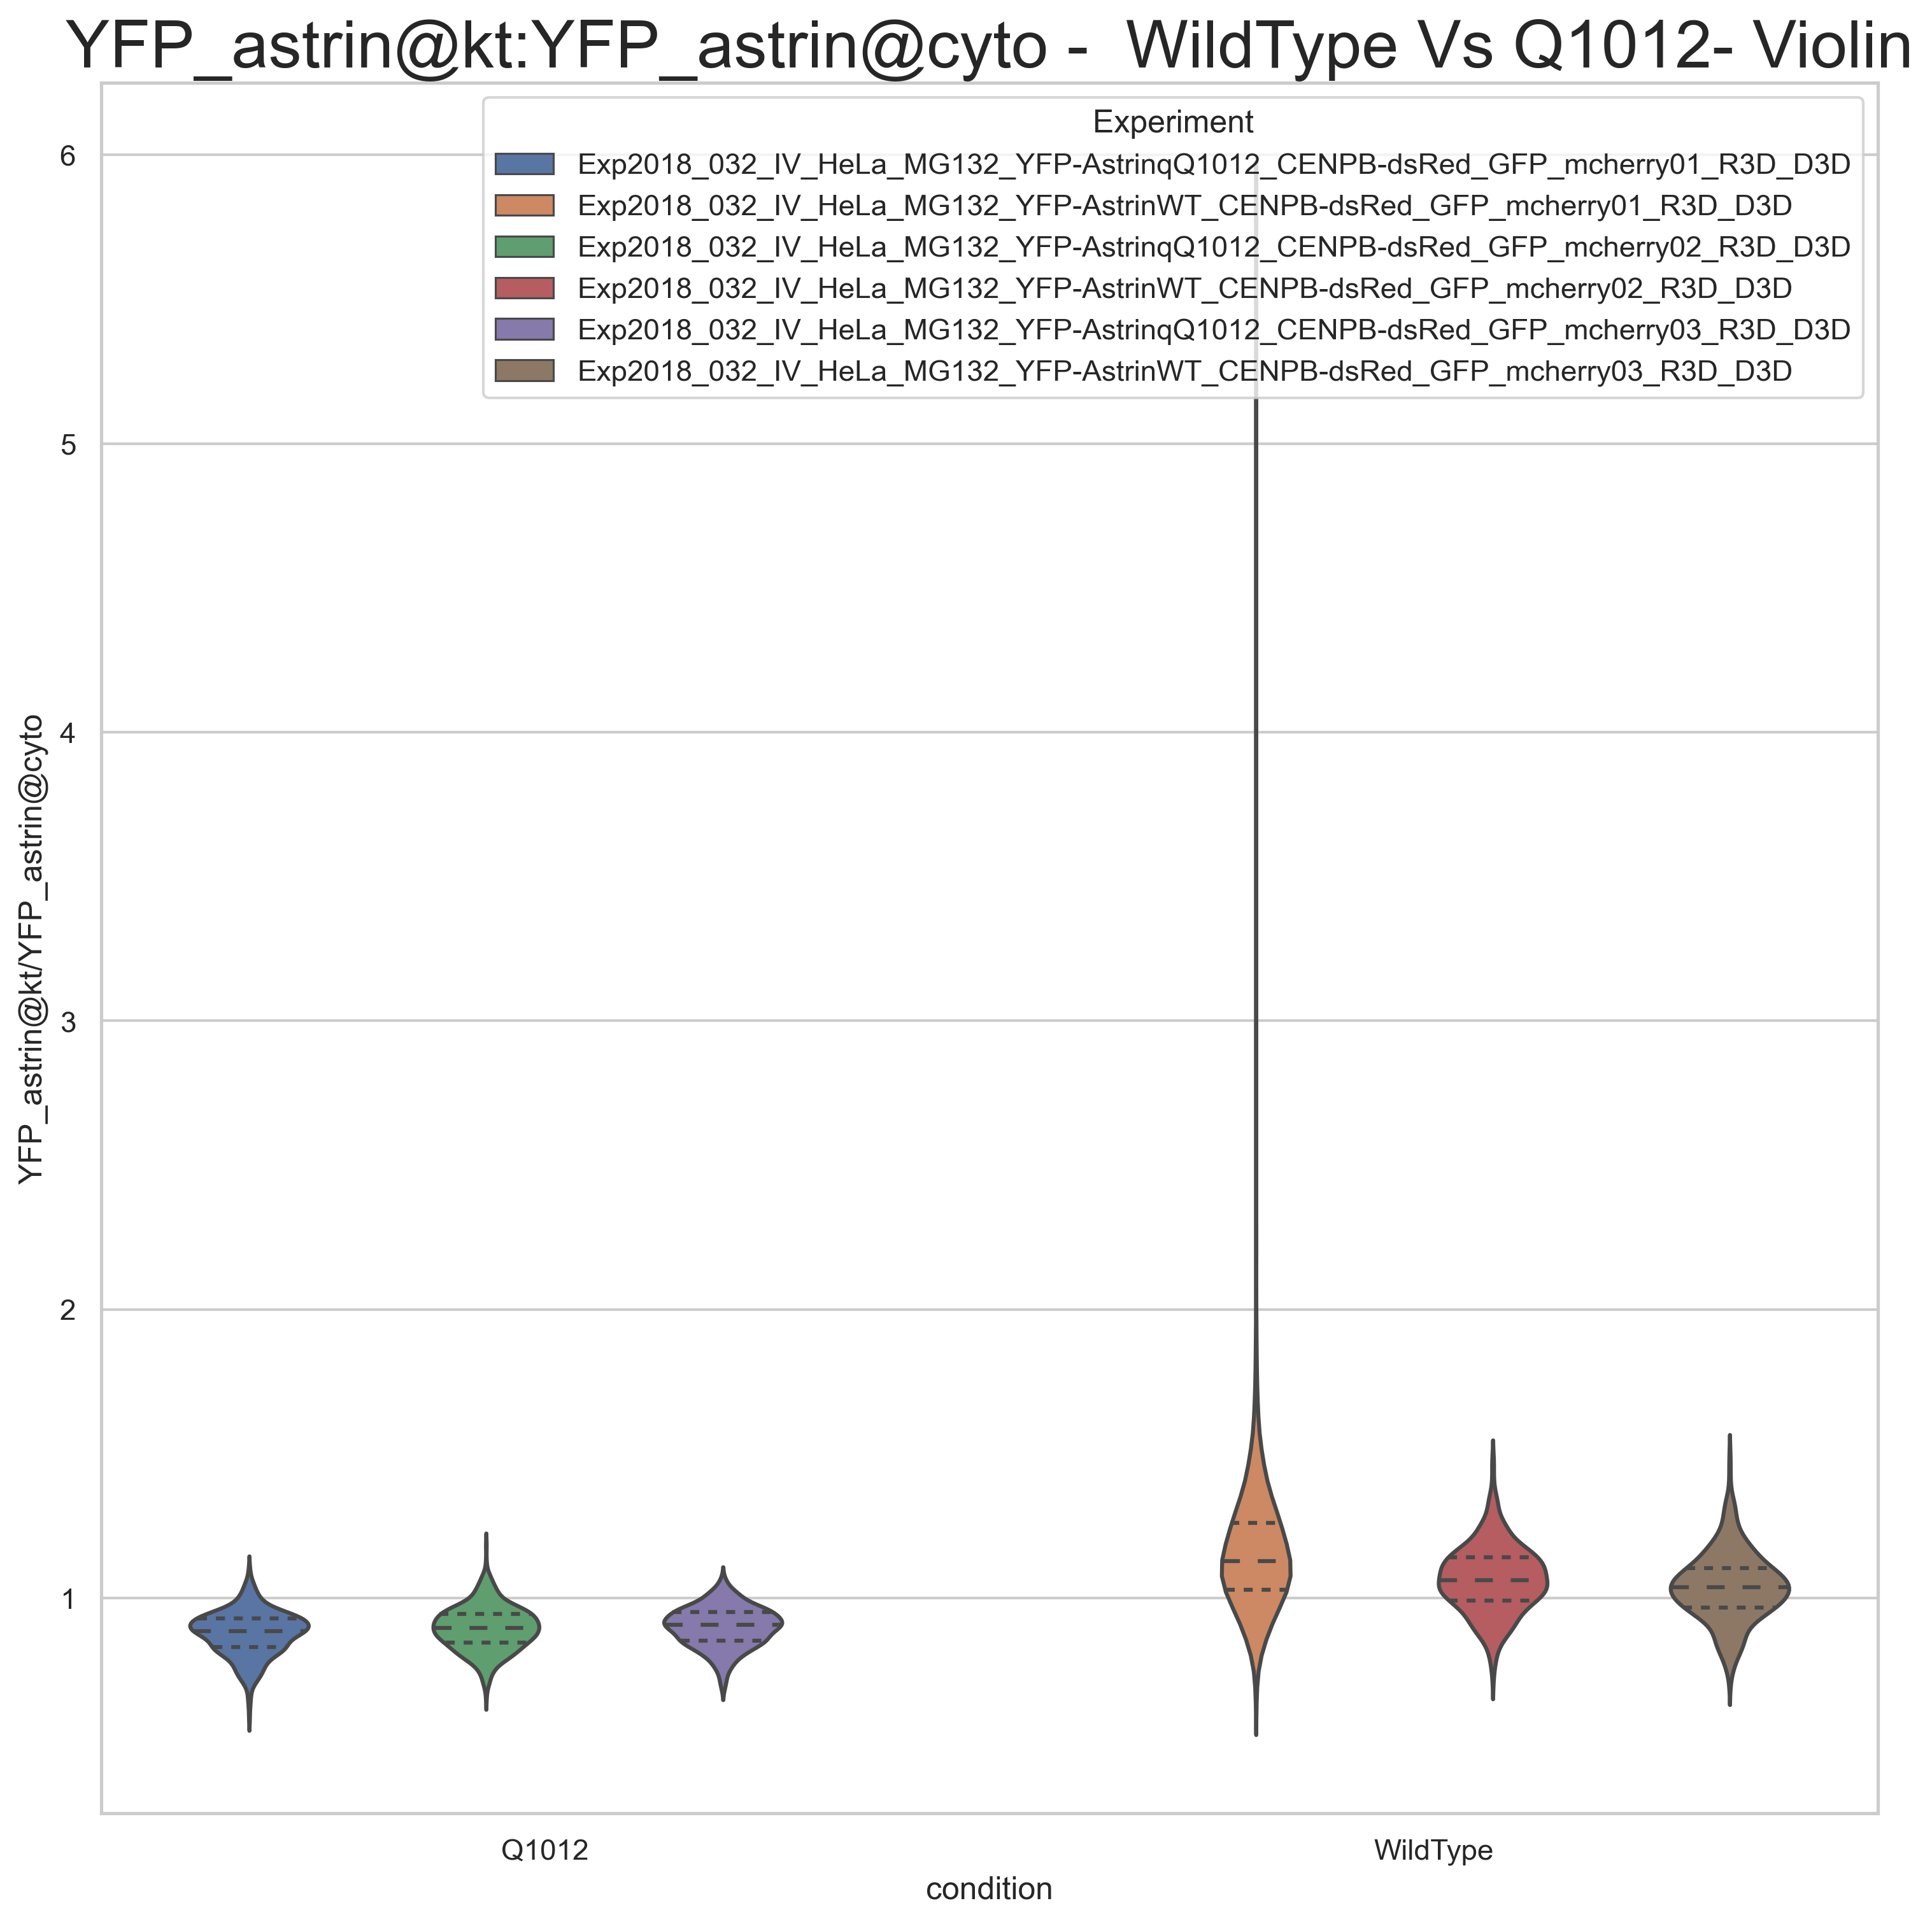 YFP_astrin@kt:YFP_astrin@cyto -  WildType Vs Q1012- Violin
Experiment
Exp2018_032_IV_HeLa_MG132_YFP-AstrinqQ1012_CENPB-dsRed_GFP_mcherry01_R3D_D3D
Exp2018_032_IV_HeLa_MG132_YFP-AstrinWT_CENPB-dsRed_GFP_mcherry01_R3D_D3D
Exp2018_032_IV_HeLa_MG132_YFP-AstrinqQ1012_CENPB-dsRed_GFP_mcherry02_R3D_D3D
Exp2018_032_IV_HeLa_MG132_YFP-AstrinWT_CENPB-dsRed_GFP_mcherry02_R3D_D3D
Exp2018_032_IV_HeLa_MG132_YFP-AstrinqQ1012_CENPB-dsRed_GFP_mcherry03_R3D_D3D
Exp2018_032_IV_HeLa_MG132_YFP-AstrinWT_CENPB-dsRed_GFP_mcherry03_R3D_D3D
6
5
4
3
2
1
YFP_astrin@kt/YFP_astrin@cyto
Q1012
WildType
condition